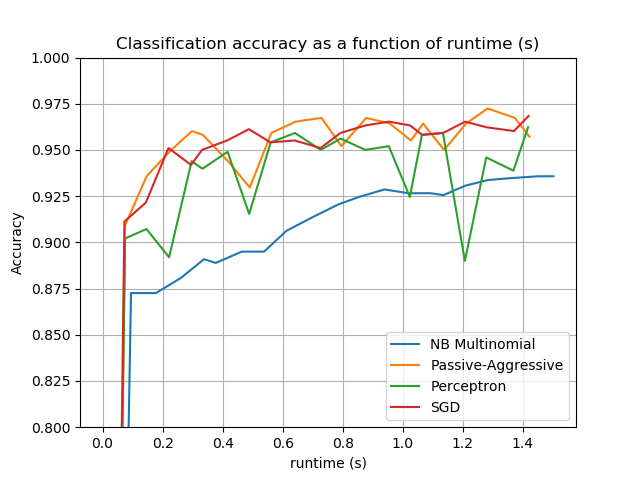 Classification accuracy as a function of runtime (s)
1.000
0.975
0.950
0.925
0.900
0.875
0.850
0.825
0.800
Accuracy
0.0 0.2 0.4 0.6 0.8 1.0 1.2 1.4
runtime (s)
NB Multinomial
Passive-Aggressive
Perceptron
SGD